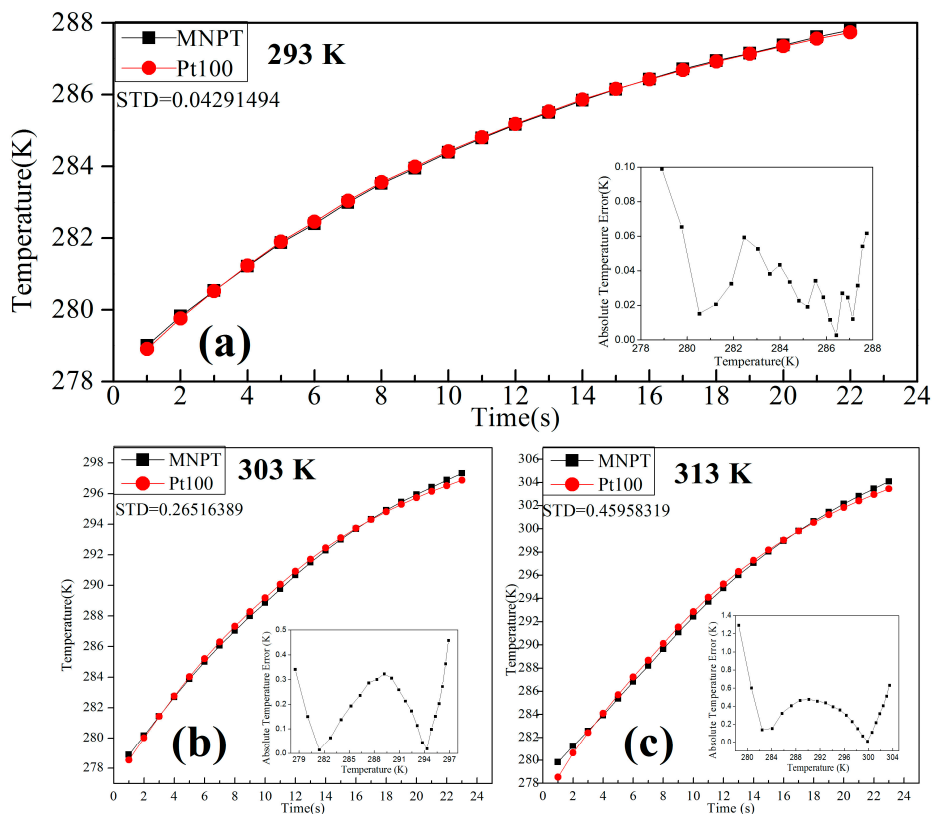 288
286
284
282
280
278
Temperature(K)
MNPT
Pt100
293 K
STD=0.04291494
(a)
0.10
0.08
0.06
0.04
0.02
0.00
Absolute Temperature Error(K)
278 280 282 284 286 288
Temperature(K)
0 2 4 6 8 10 12 14 16 18 20 22 24
Time(s)
298
296
294
292
290
288
286
284
282
280
278
Temperature(K)
MNPT
Pt100
303 K
STD=0.26516389
(b)
0.5
0.4
0.3
0.2
0.1
0.0
Absolute Temperature Error (K)
279 282 285 288 291 294 297
Temperature (K)
0 2 4 6 8 10 12 14 16 18 20 22 24
Time(s)
306
304
302
300
298
296
294
292
290
288
286
284
282
280
278
Temperature(K)
MNPT
Pt100
313 K
STD=0.45958319
(c)
1.4
1.2
1.0
0.8
0.6
0.4
0.2
0.0
Absolute Temperature Error (K)
280 284 288 292 296 300 304
Temperature (K)
0 2 4 6 8 10 12 14 16 18 20 22 24
Time (s)